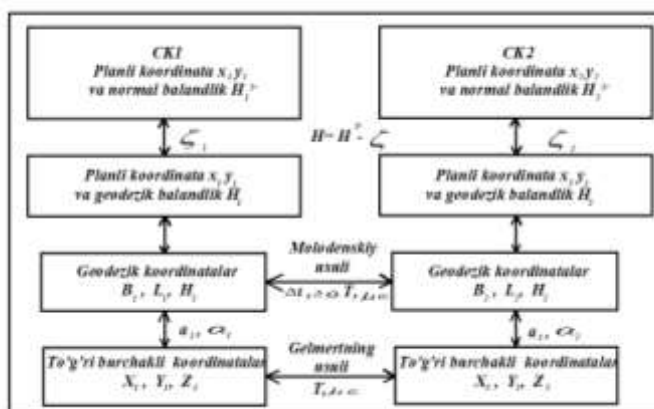 CK1
Planli koordinata x₁ y₁
va normal balandlik H₁ᵞ
ζ₁
Planli koordinata x₁ y₁
va geodezik balandlik H₁
Geodezik koordinatalar
B₁, L₁, H₁
a₁, α₁
To'g'ri burchakli koordinatalar
X₁, Y₁, Z₁
H= Hᵞ- ζ
Molodenskiy
usuli
Gelmertning
usuli
CK2
Planli koordinata x₂ y₂
va normal balandlik H₂ᵞ
ζ₂
Planli koordinata x₂ y₂
va geodezik balandlik H₂
Geodezik koordinatalar
B₂, L₂, H₂
a₂, α₂
To'g'ri burchakli koordinatalar
X₂, Y₂, Z₂